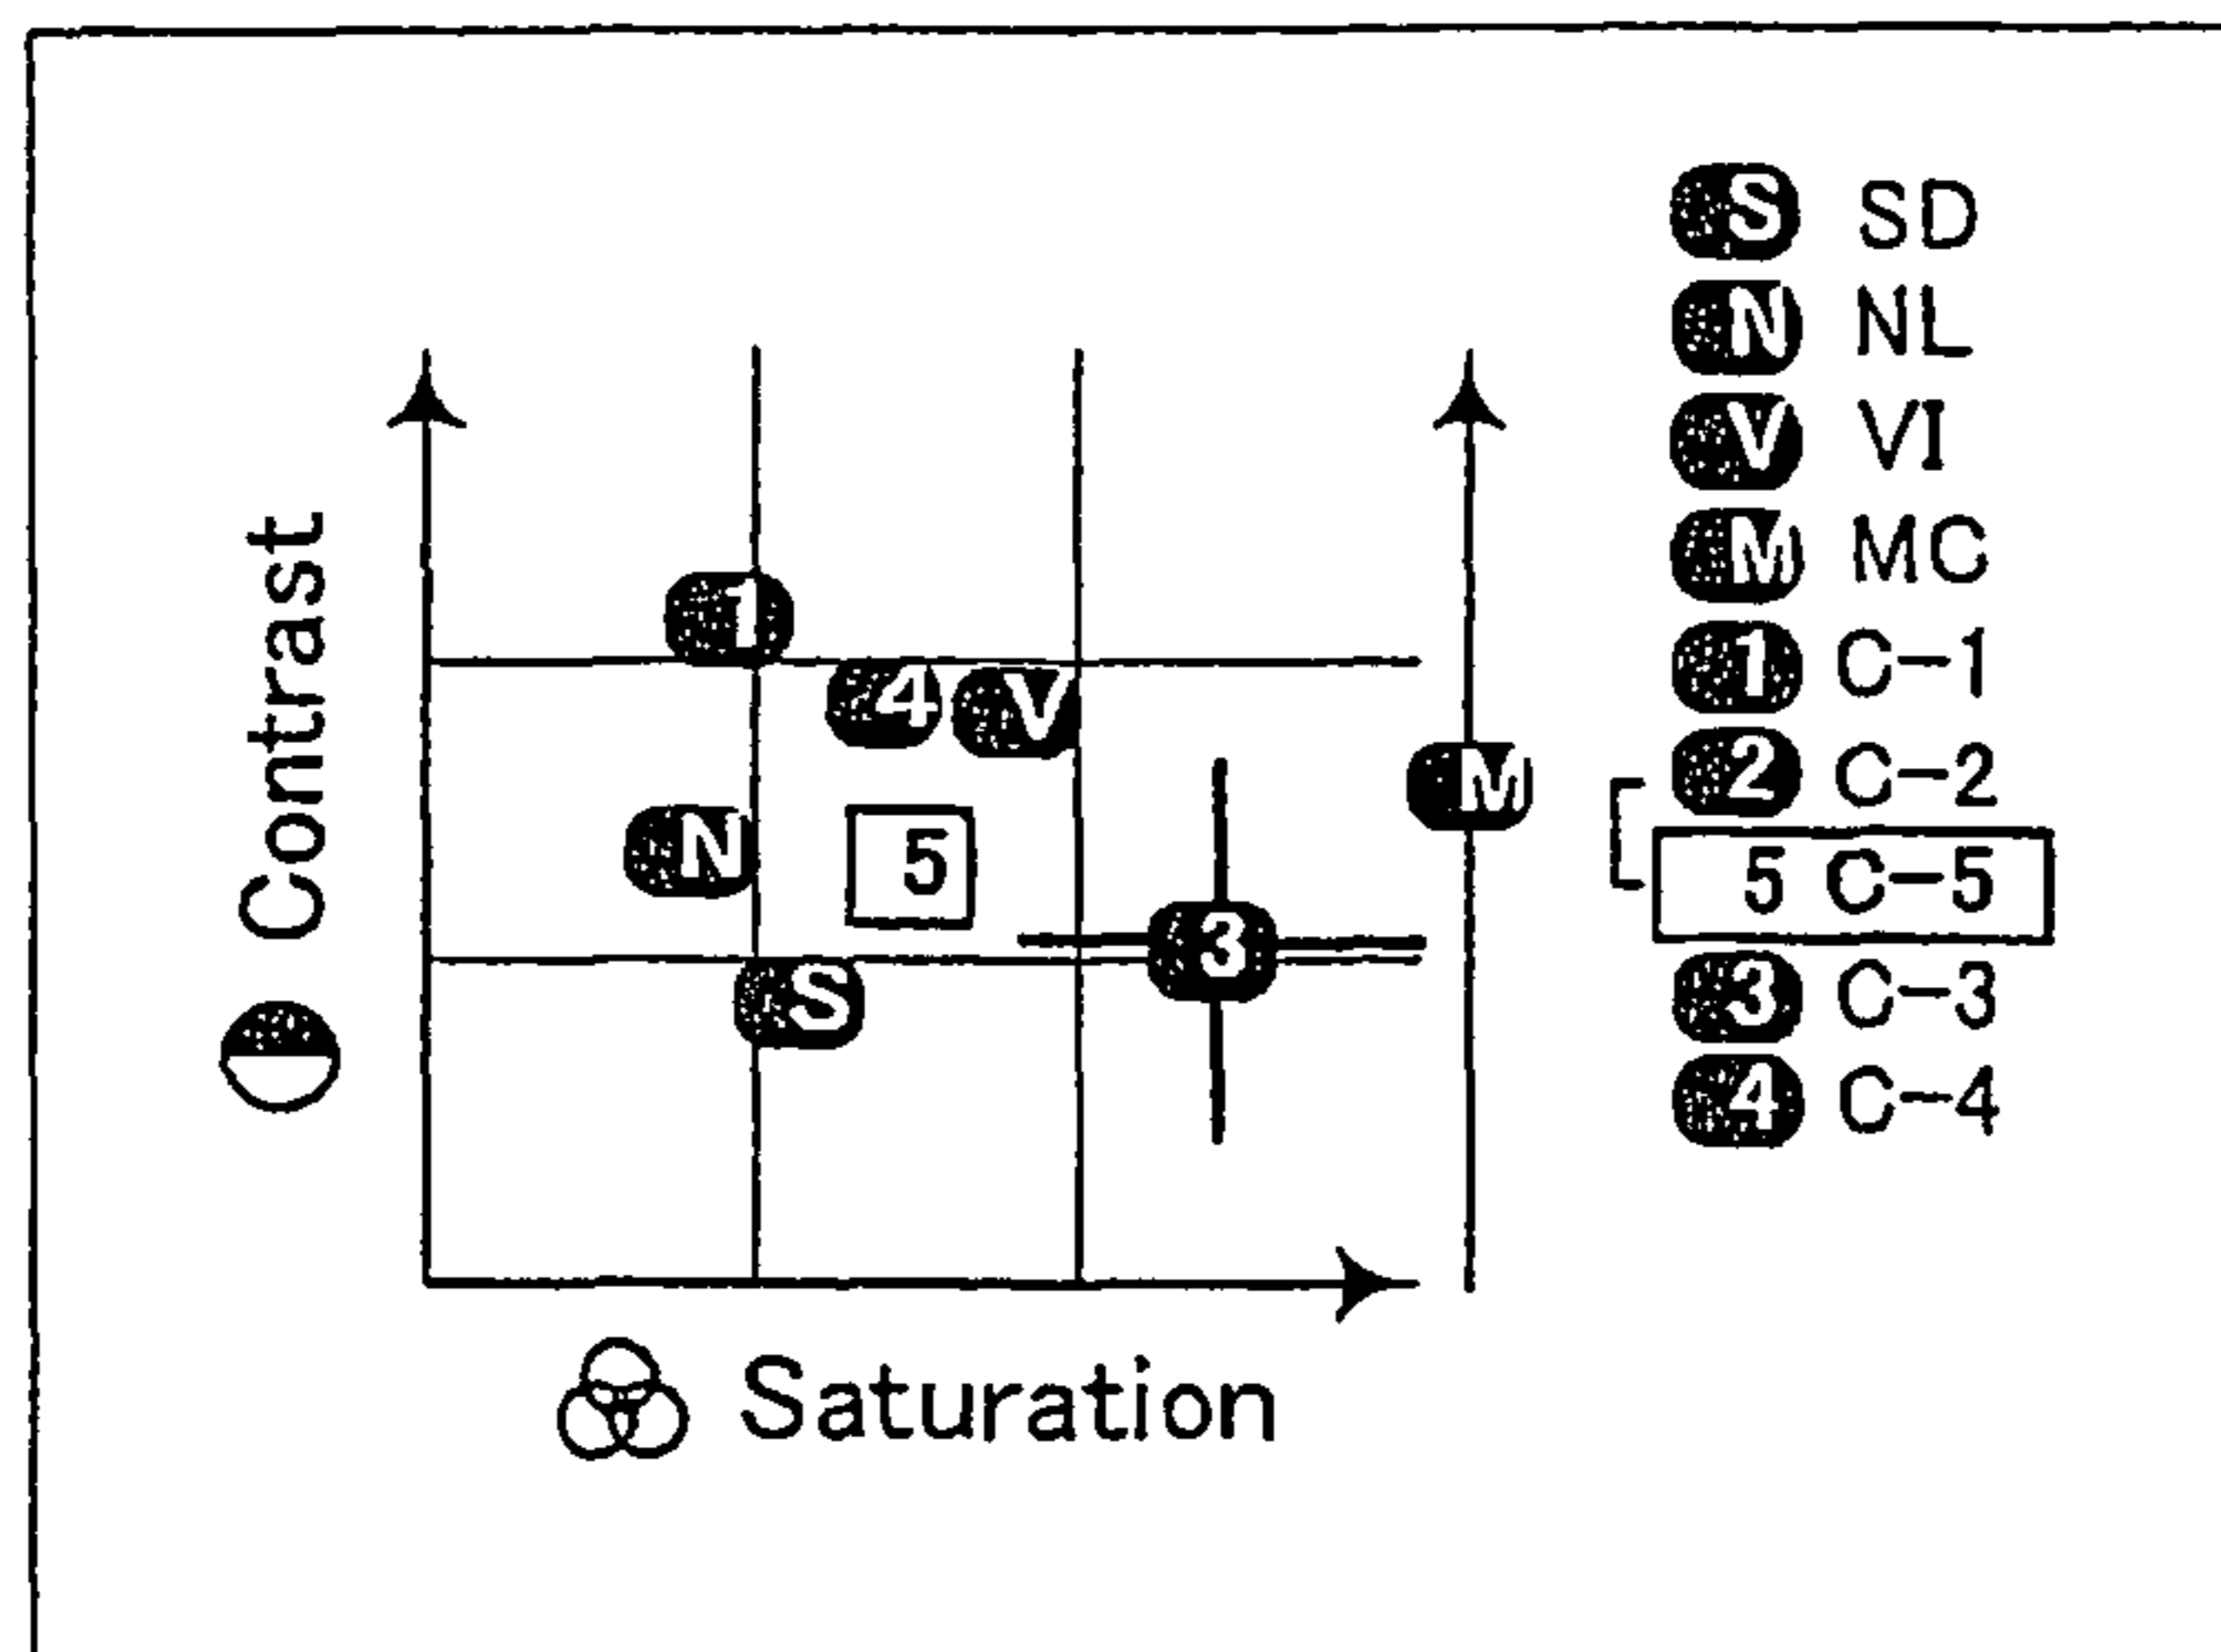 Contrast
1
4 V
N
5
3
S
M
Saturation
S SD
N NL
V VI
M MC
1 C-1
2 C-2
5 C-5
3 C-3
4 C-4